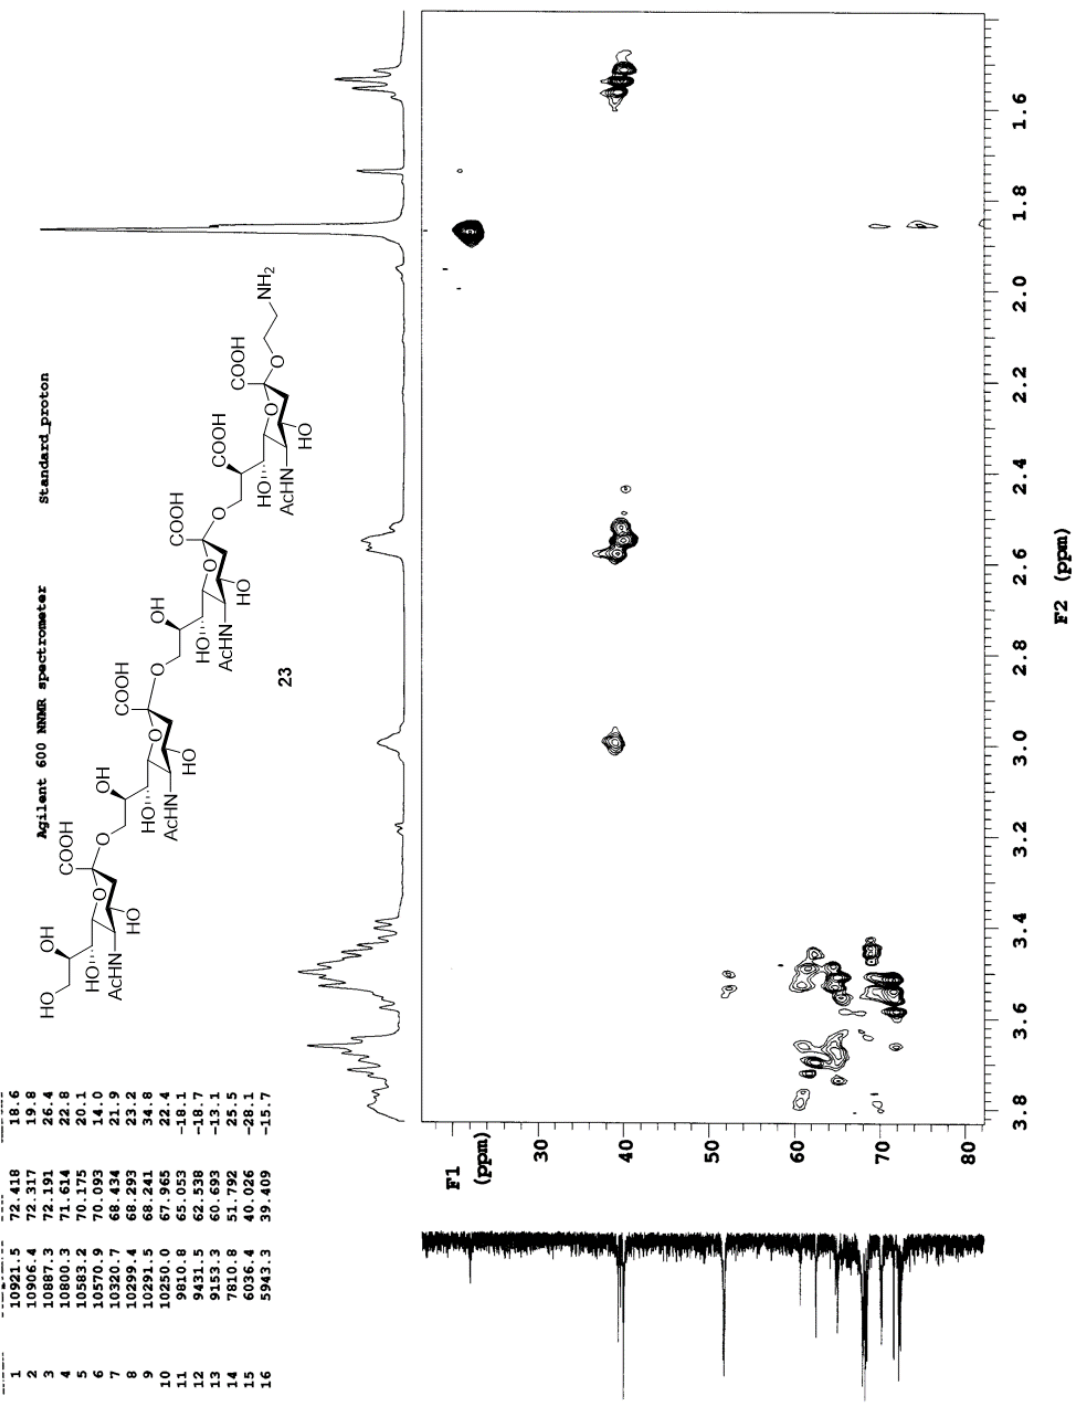 1 10921.5 72.418 18.6
2 10906.4 72.317 19.8
3 10887.3 72.191 26.4
4 10800.3 71.614 22.8
5 10583.2 70.175 20.1
6 10570.9 70.093 14.0
7 10320.7 68.434 21.9
8 10299.4 68.293 23.2
9 10291.5 68.241 34.8
10 10250.0 67.965 22.4
11 9810.8 65.053 -18.1
12 9431.5 62.538 -18.7
13 9153.3 60.693 -13.1
14 7810.8 51.792 25.5
15 6036.4 40.026 -28.1
16 5943.3 39.409 -15.7
Agilent 600 NNMR spectrometer
Standard_proton
HO
OH
COOH
HO
AcHN
HO
O
O
OH
COOH
HO
AcHN
HO
O
O
OH
COOH
HO
AcHN
HO
O
O
COOH
COOH
HO
AcHN
HO
O
O
NH2
23
F1
(ppm)
30
40
60
70
80
3.8
3.6
3.4
3.2
3.0
2.8
2.6
2.4
2.2
2.0
1.8
1.6
F2 (ppm)